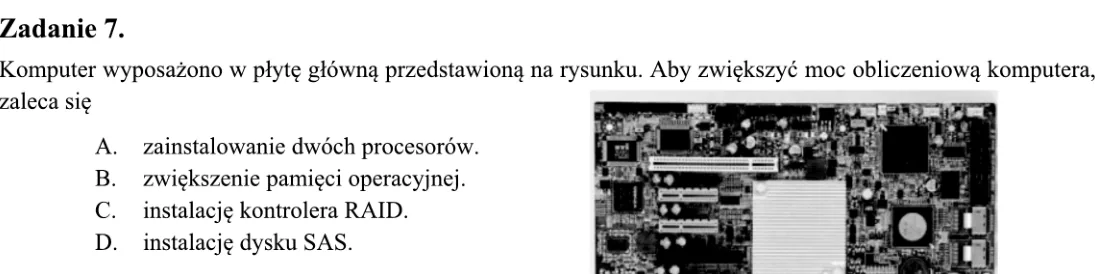 Zadanie 7.
Komputer wyposażono w płytę główną przedstawioną na rysunku. Aby zwiększyć moc obliczeniową komputera,
zaleca się
A. zainstalowanie dwóch procesorów.
B. zwiększenie pamięci operacyjnej.
C. instalację kontrolera RAID.
D. instalację dysku SAS.